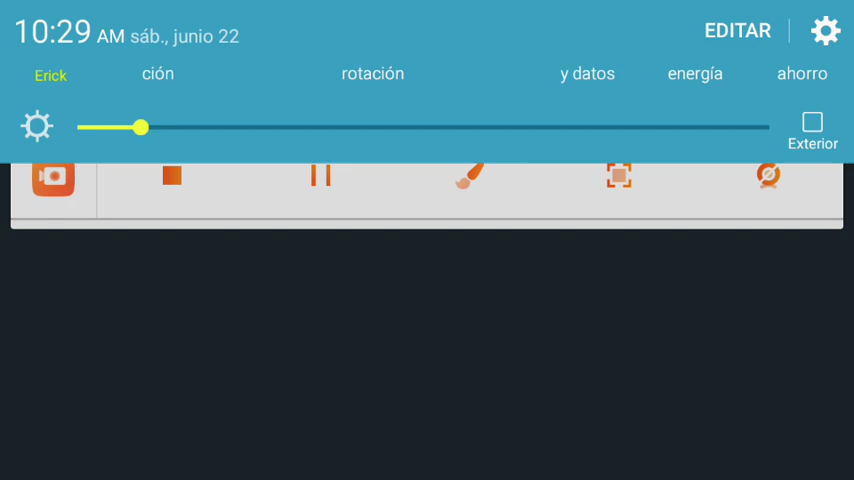 10:29 AM sáb., junio 22
EDITAR
Erick
ción
rotación
y datos
energía
ahorro
Exterior